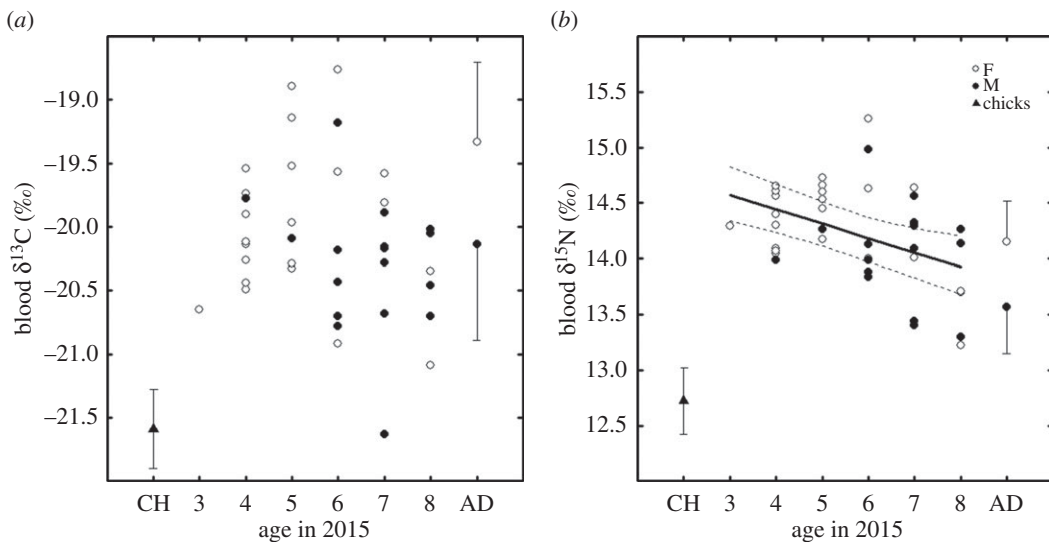 (a)
blood δ13C (‰)
–19.0
–19.5
–20.0
–20.5
–21.0
–21.5
CH 3 4 5 6 7 8 AD
age in 2015
(b)
blood δ15N (‰)
15.5
15.0
14.5
14.0
13.5
13.0
12.5
F
M
chicks
CH 3 4 5 6 7 8 AD
age in 2015